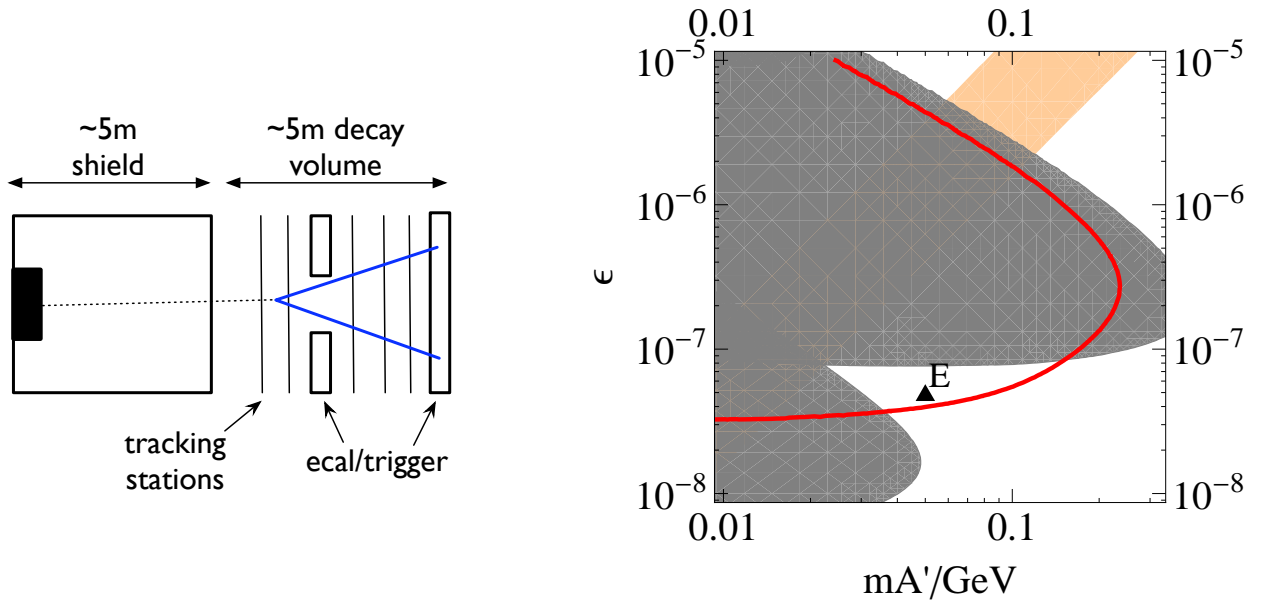 ~5m
shield
~5m decay
volume
tracking
stations
ecal/trigger
0.01 0.1
10⁻⁵ 10⁻⁵
10⁻⁶ 10⁻⁶
ϵ
10⁻⁷ 10⁻⁷
E
10⁻⁸ 10⁻⁸
0.01 0.1
mA'/GeV